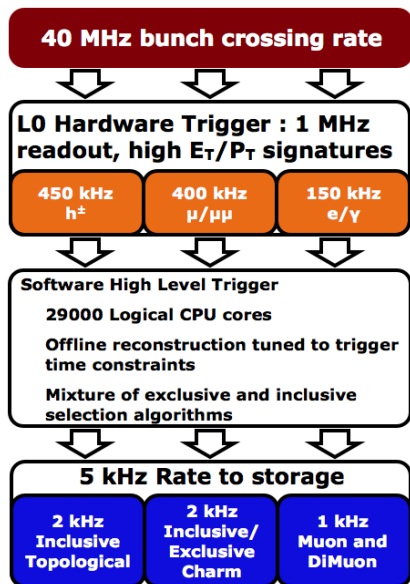 40 MHz bunch crossing rate
L0 Hardware Trigger : 1 MHz
readout, high E_T/P_T signatures
450 kHz
h±
400 kHz
μ/μμ
150 kHz
e/γ
Software High Level Trigger
29000 Logical CPU cores
Offline reconstruction tuned to trigger
time constraints
Mixture of exclusive and inclusive
selection algorithms
5 kHz Rate to storage
2 kHz
Inclusive
Topological
2 kHz
Inclusive/
Exclusive
Charm
1 kHz
Muon and
DiMuon